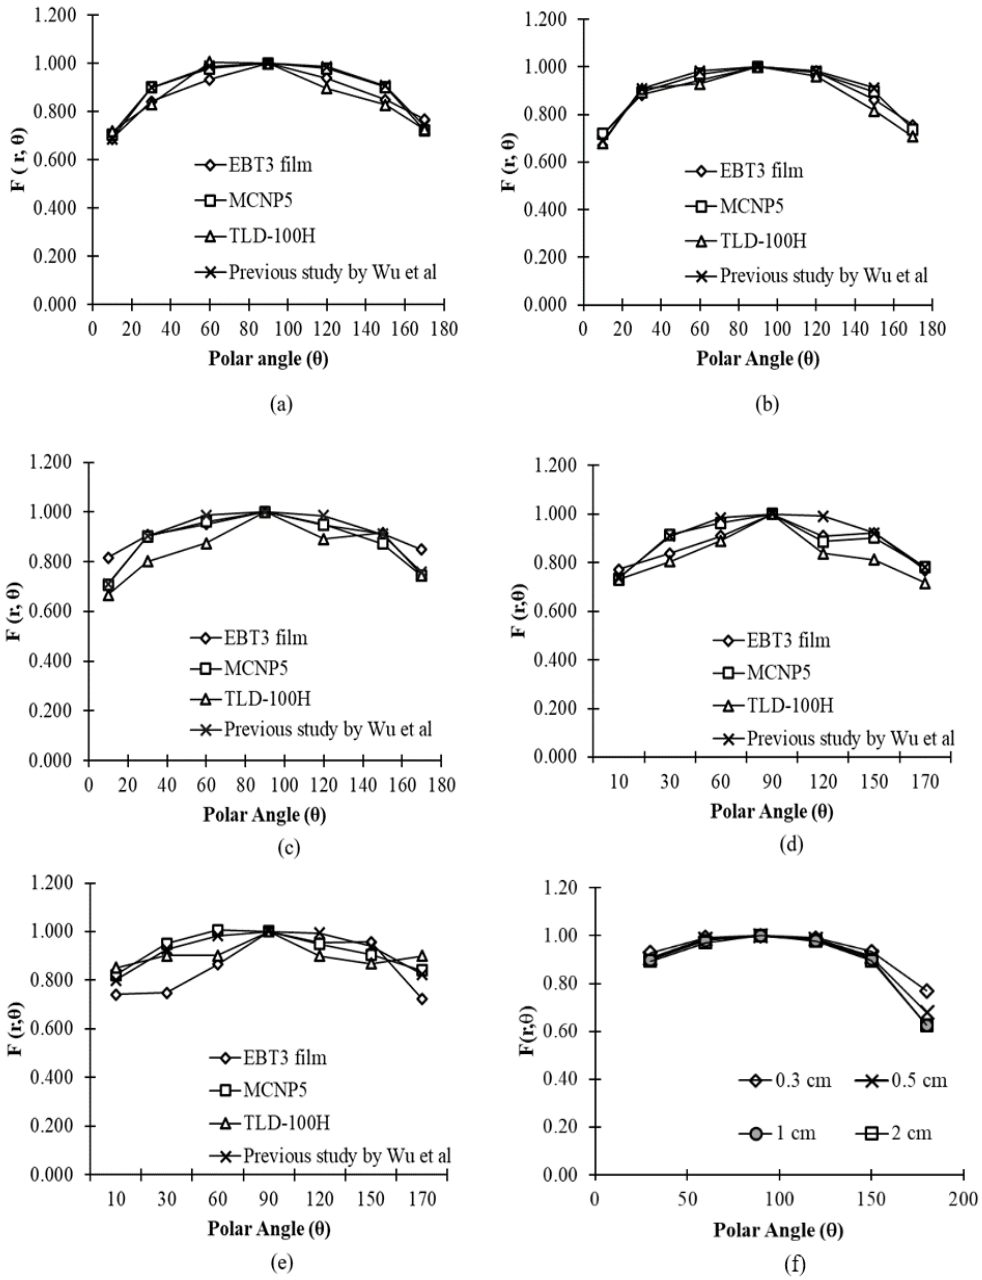 1.200
1.000
0.800
0.600
0.400
0.200
0.000
F ( r, θ)
EBT3 film
MCNP5
TLD-100H
Previous study by Wu et al
0 20 40 60 80 100 120 140 160 180
Polar angle (θ)
(a)
1.200
1.000
0.800
0.600
0.400
0.200
0.000
F (r, θ)
EBT3 film
MCNP5
TLD-100H
Previous study by Wu et al
0 20 40 60 80 100 120 140 160 180
Polar Angle (θ)
(b)
1.200
1.000
0.800
0.600
0.400
0.200
0.000
F (r, θ)
EBT3 film
MCNP5
TLD-100H
Previous study by Wu et al
0 20 40 60 80 100 120 140 160 180
Polar Angle (θ)
(c)
1.200
1.000
0.800
0.600
0.400
0.200
0.000
F (r,θ)
EBT3 film
MCNP5
TLD-100H
Previous study by Wu et al
10 30 60 90 120 150 170
Polar Angle (θ)
(d)
1.200
1.000
0.800
0.600
0.400
0.200
0.000
F (r,θ)
EBT3 film
MCNP5
TLD-100H
Previous study by Wu et al
10 30 60 90 120 150 170
Polar Angle (θ)
(e)
1.20
1.00
0.80
0.60
0.40
0.20
0.00
F(r,θ)
0.3 cm 0.5 cm
1 cm 2 cm
0 50 100 150 200
Polar Angle (θ)
(f)